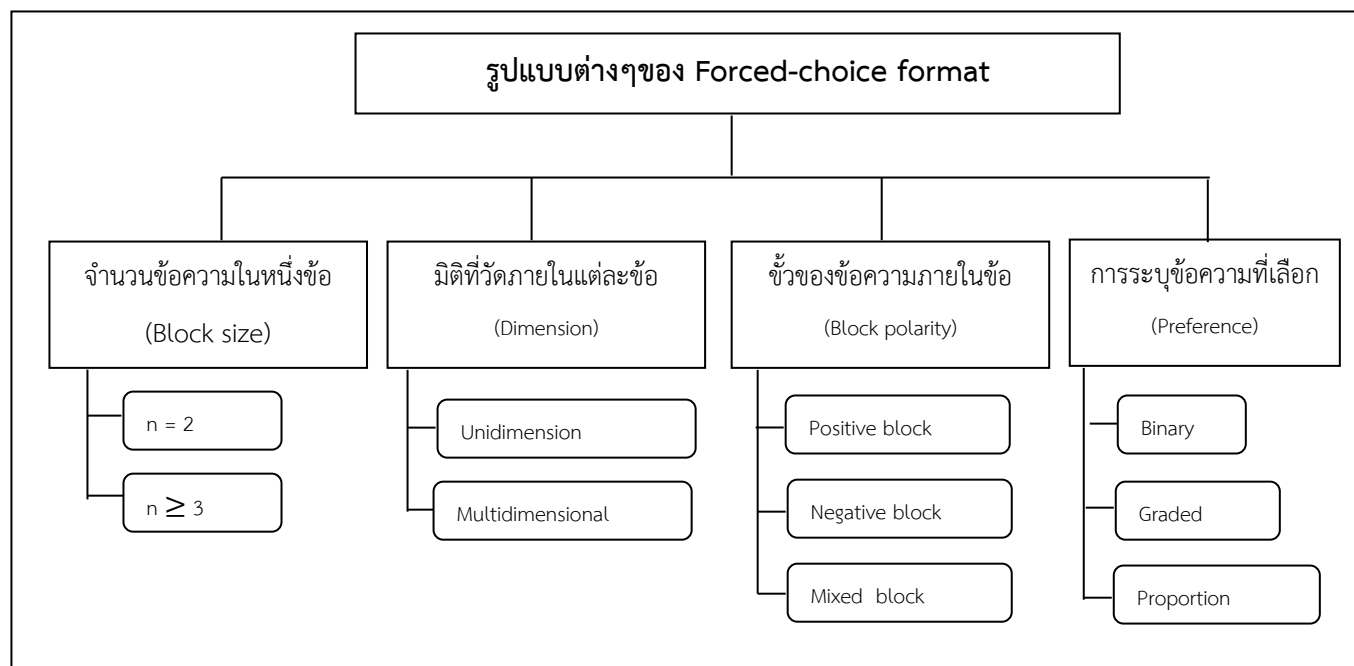 รูปแบบต่างๆของ Forced-choice format
จำนวนข้อความในหนึ่งข้อ
(Block size)
n = 2
n ≥ 3
มิติที่วัดภายในแต่ละข้อ
(Dimension)
Unidimension
Multidimensional
ขั้วของข้อความภายในข้อ
(Block polarity)
Positive block
Negative block
Mixed block
การระบุข้อความที่เลือก
(Preference)
Binary
Graded
Proportion